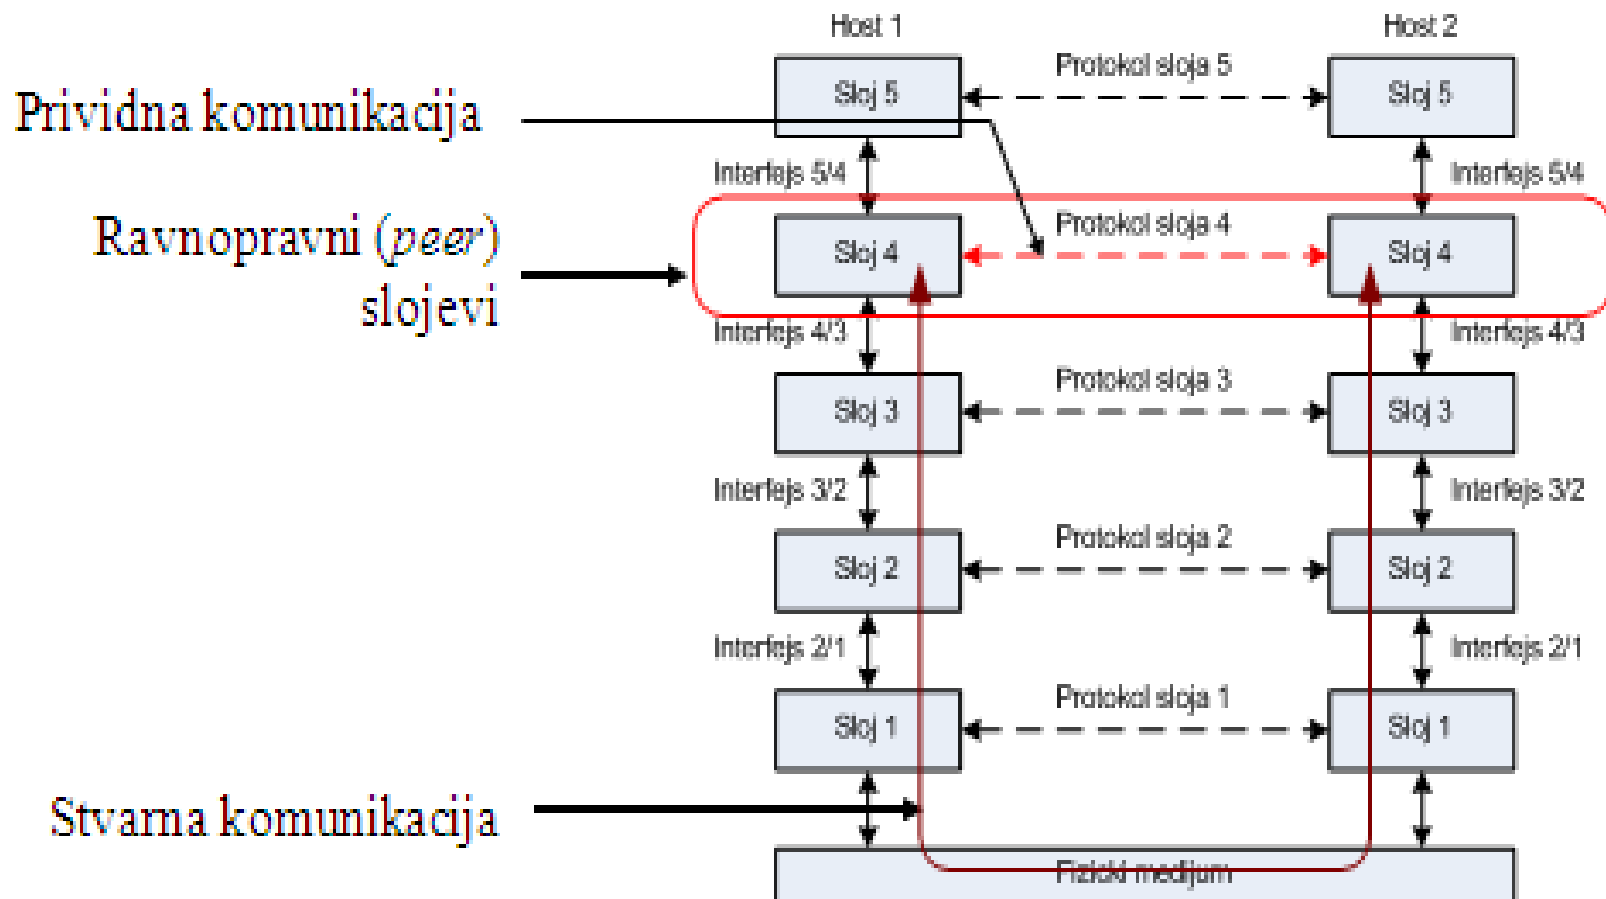 Host 1
Host 2
Protokol sloja 5
Sloj 5
Sloj 5
Prividna komunikacija
Interfejs 5/4
Interfejs 5/4
Ravnopravni (peer)
slojevi
Protokol sloja 4
Sloj 4
Sloj 4
Interfejs 4/3
Interfejs 4/3
Protokol sloja 3
Sloj 3
Sloj 3
Interfejs 3/2
Interfejs 3/2
Protokol sloja 2
Sloj 2
Sloj 2
Interfejs 2/1
Interfejs 2/1
Protokol sloja 1
Sloj 1
Sloj 1
Stvarna komunikacija
Fizicki medijum